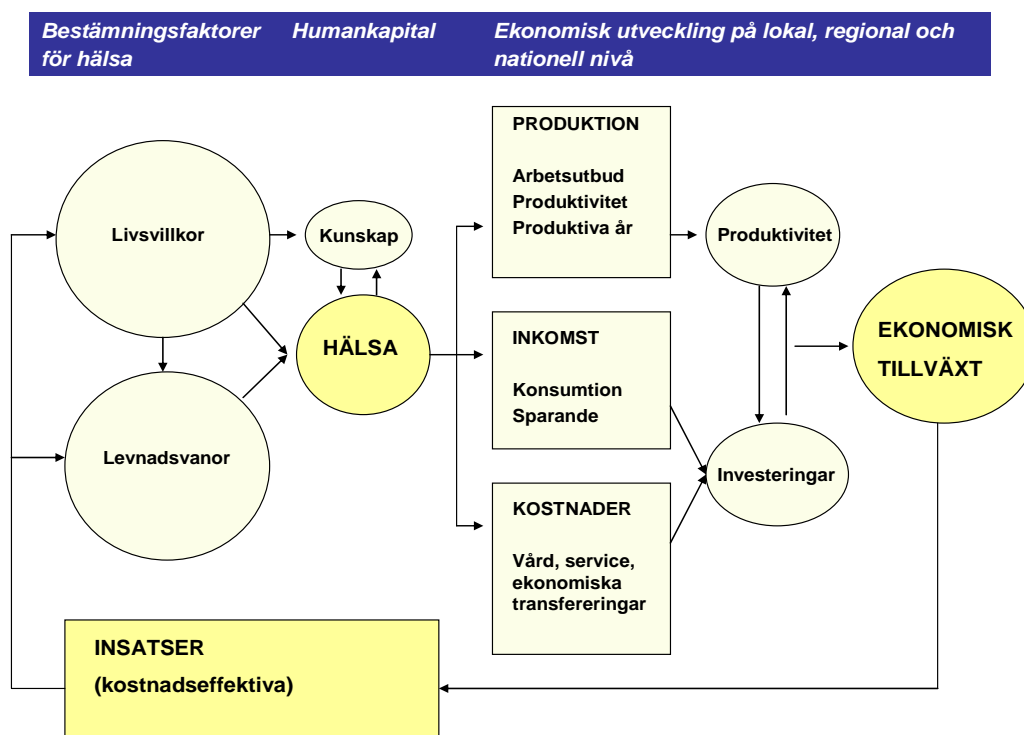 Bestämningsfaktorer för hälsa
Humankapital
Ekonomisk utveckling på lokal, regional och
nationell nivå
Livsvillkor
Levnadsvanor
Kunskap
HÄLSA
PRODUKTION
Arbetsutbud
Produktivitet
Produktiva år
INKOMST
Konsumtion
Sparande
KOSTNADER
Vård, service,
ekonomiska
transfereringar
Produktivitet
Investeringar
EKONOMISK
TILLVÄXT
INSATSER
(kostnadseffektiva)